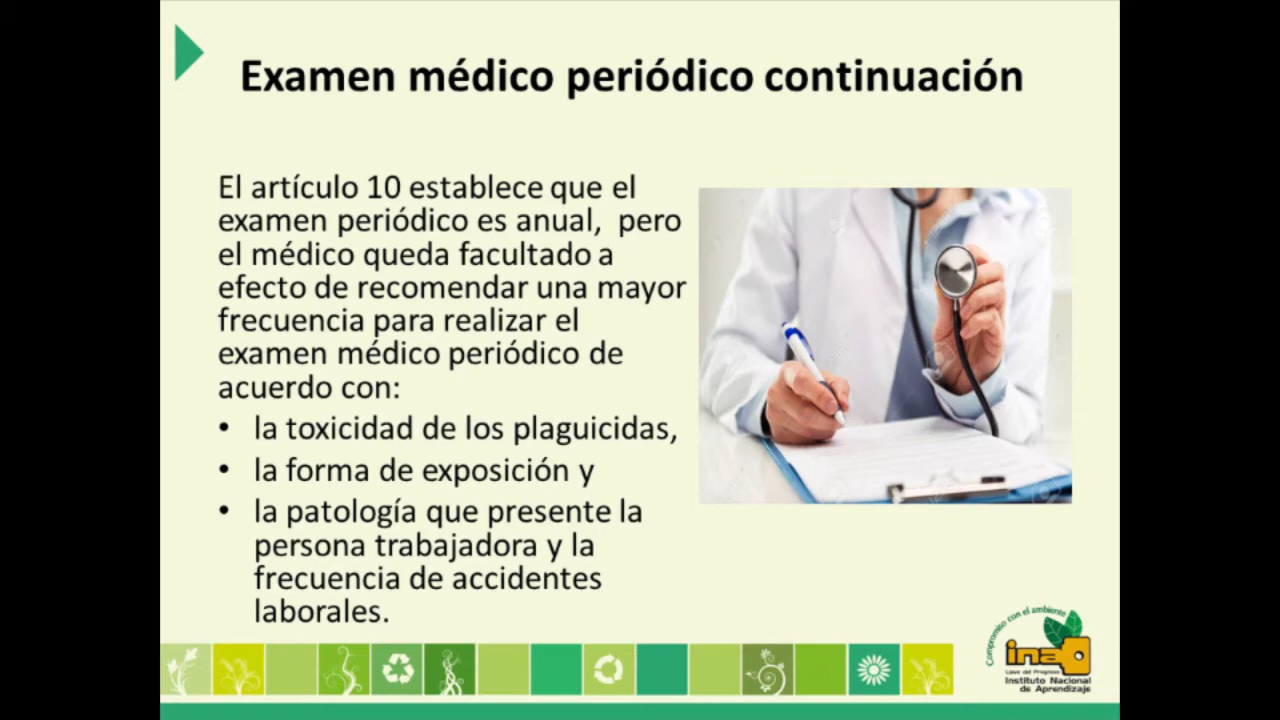 Examen médico periódico continuación
El artículo 10 establece que el
examen periódico es anual,  pero
el médico queda facultado a
efecto de recomendar una mayor
frecuencia para realizar el
examen médico periódico de
acuerdo con:
• la toxicidad de los plaguicidas,
• la forma de exposición y
• la patología que presente la
persona trabajadora y la
frecuencia de accidentes
laborales.
Compromiso con el ambiente
ina
Llave del Progreso
Instituto Nacional
de Aprendizaje